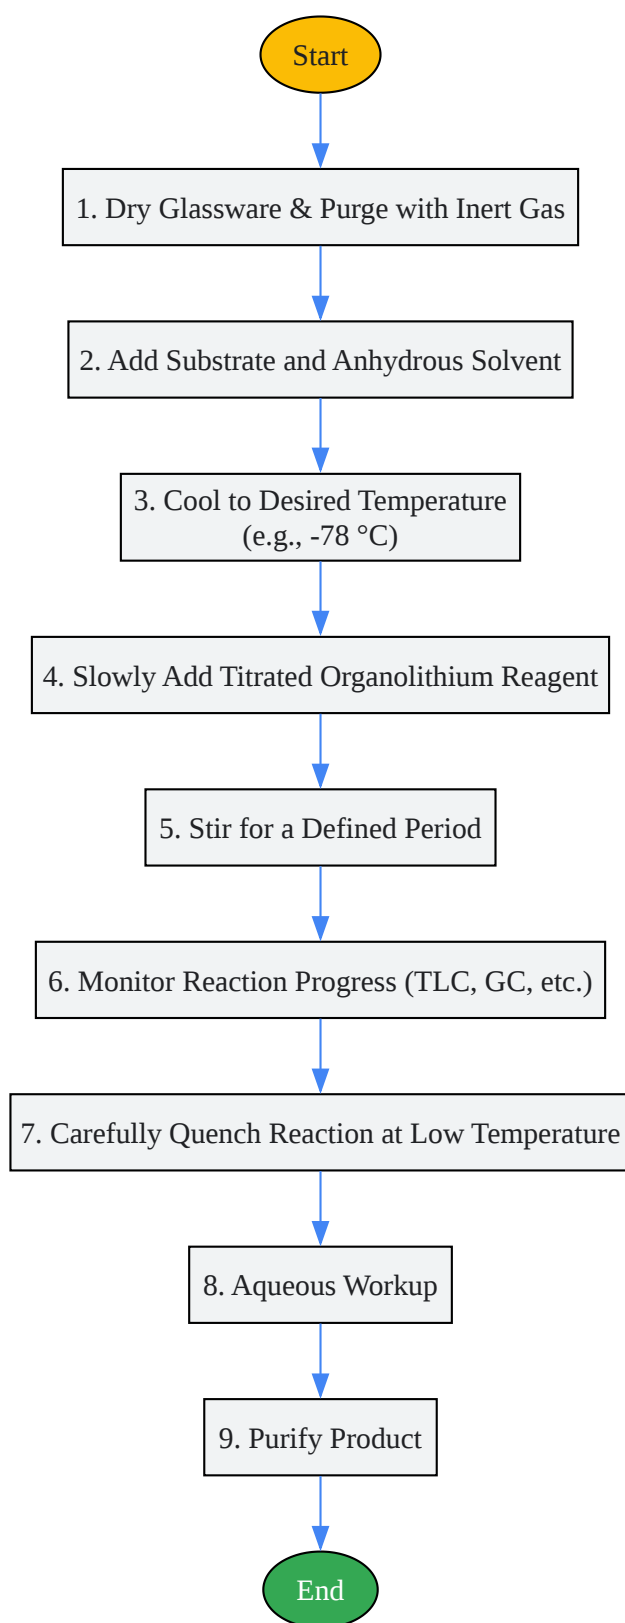 Start
1. Dry Glassware & Purge with Inert Gas
2. Add Substrate and Anhydrous Solvent
3. Cool to Desired Temperature
(e.g., -78 °C)
4. Slowly Add Titrated Organolithium Reagent
5. Stir for a Defined Period
6. Monitor Reaction Progress (TLC, GC, etc.)
7. Carefully Quench Reaction at Low Temperature
8. Aqueous Workup
9. Purify Product
End